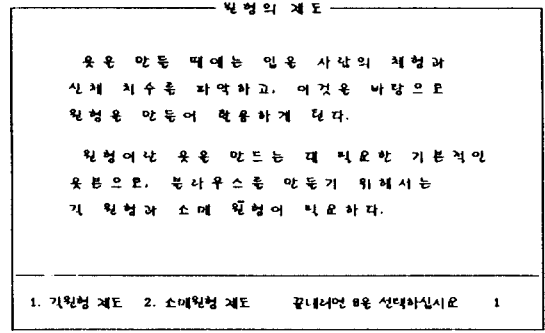 원형의 제도
옷을 만들 때에는 입을 사람의 체형과
신체 치수를 파악하고, 이것을 바탕으로
원형을 만들어 활용하게 된다.
원형이란 옷을 만드는 데 필요한 기본적인
옷본으로, 블라우스를 만들기 위해서는
길 원형과 소매 원형이 필요하다.
1. 길원형 제도 2. 소매원형 제도 끝내려면 8을 선택하십시오 1